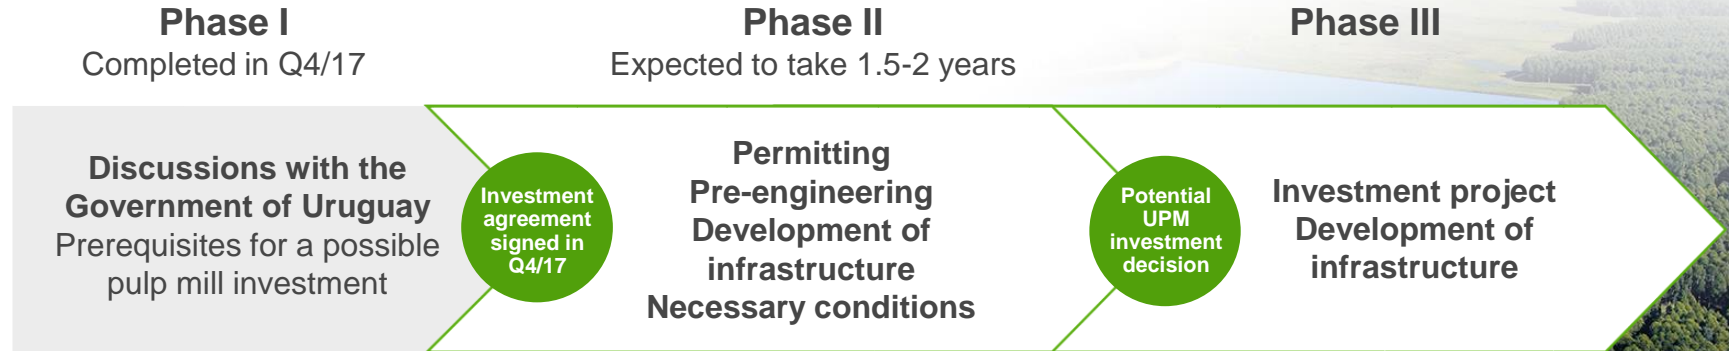 Phase I
Completed in Q4/17
Phase II
Expected to take 1.5-2 years
Phase III
Discussions with the
Government of Uruguay
Prerequisites for a possible
pulp mill investment
Investment
agreement
signed in
Q4/17
Permitting
Pre-engineering
Development of
infrastructure
Necessary conditions
Potential
UPM
investment
decision
Investment project
Development of
infrastructure